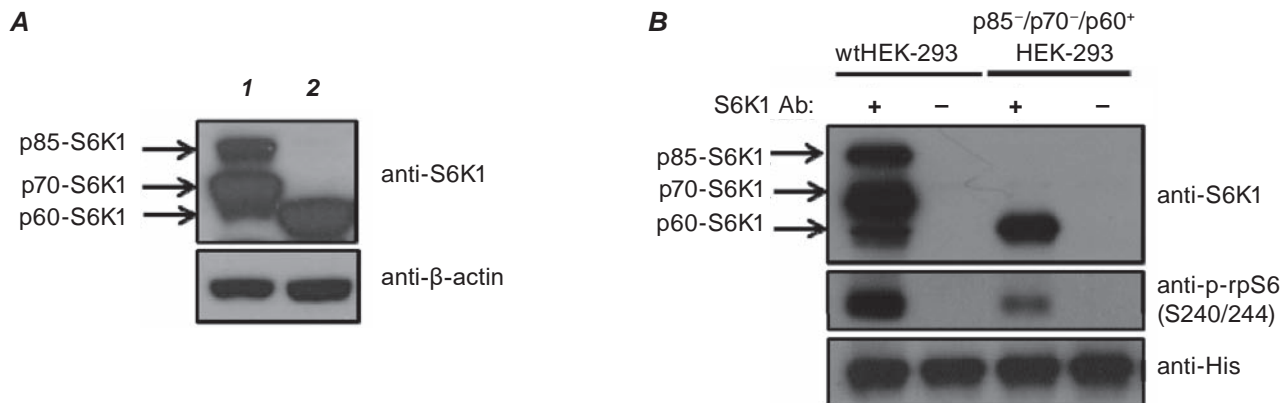 A
1 2
p85-S6K1
p70-S6K1
p60-S6K1
anti-S6K1
anti-β-actin
B
wtHEK-293
p85⁻/p70⁻/p60⁺
HEK-293
S6K1 Ab: + – + –
p85-S6K1
p70-S6K1
p60-S6K1
anti-S6K1
anti-p-rpS6
(S240/244)
anti-His